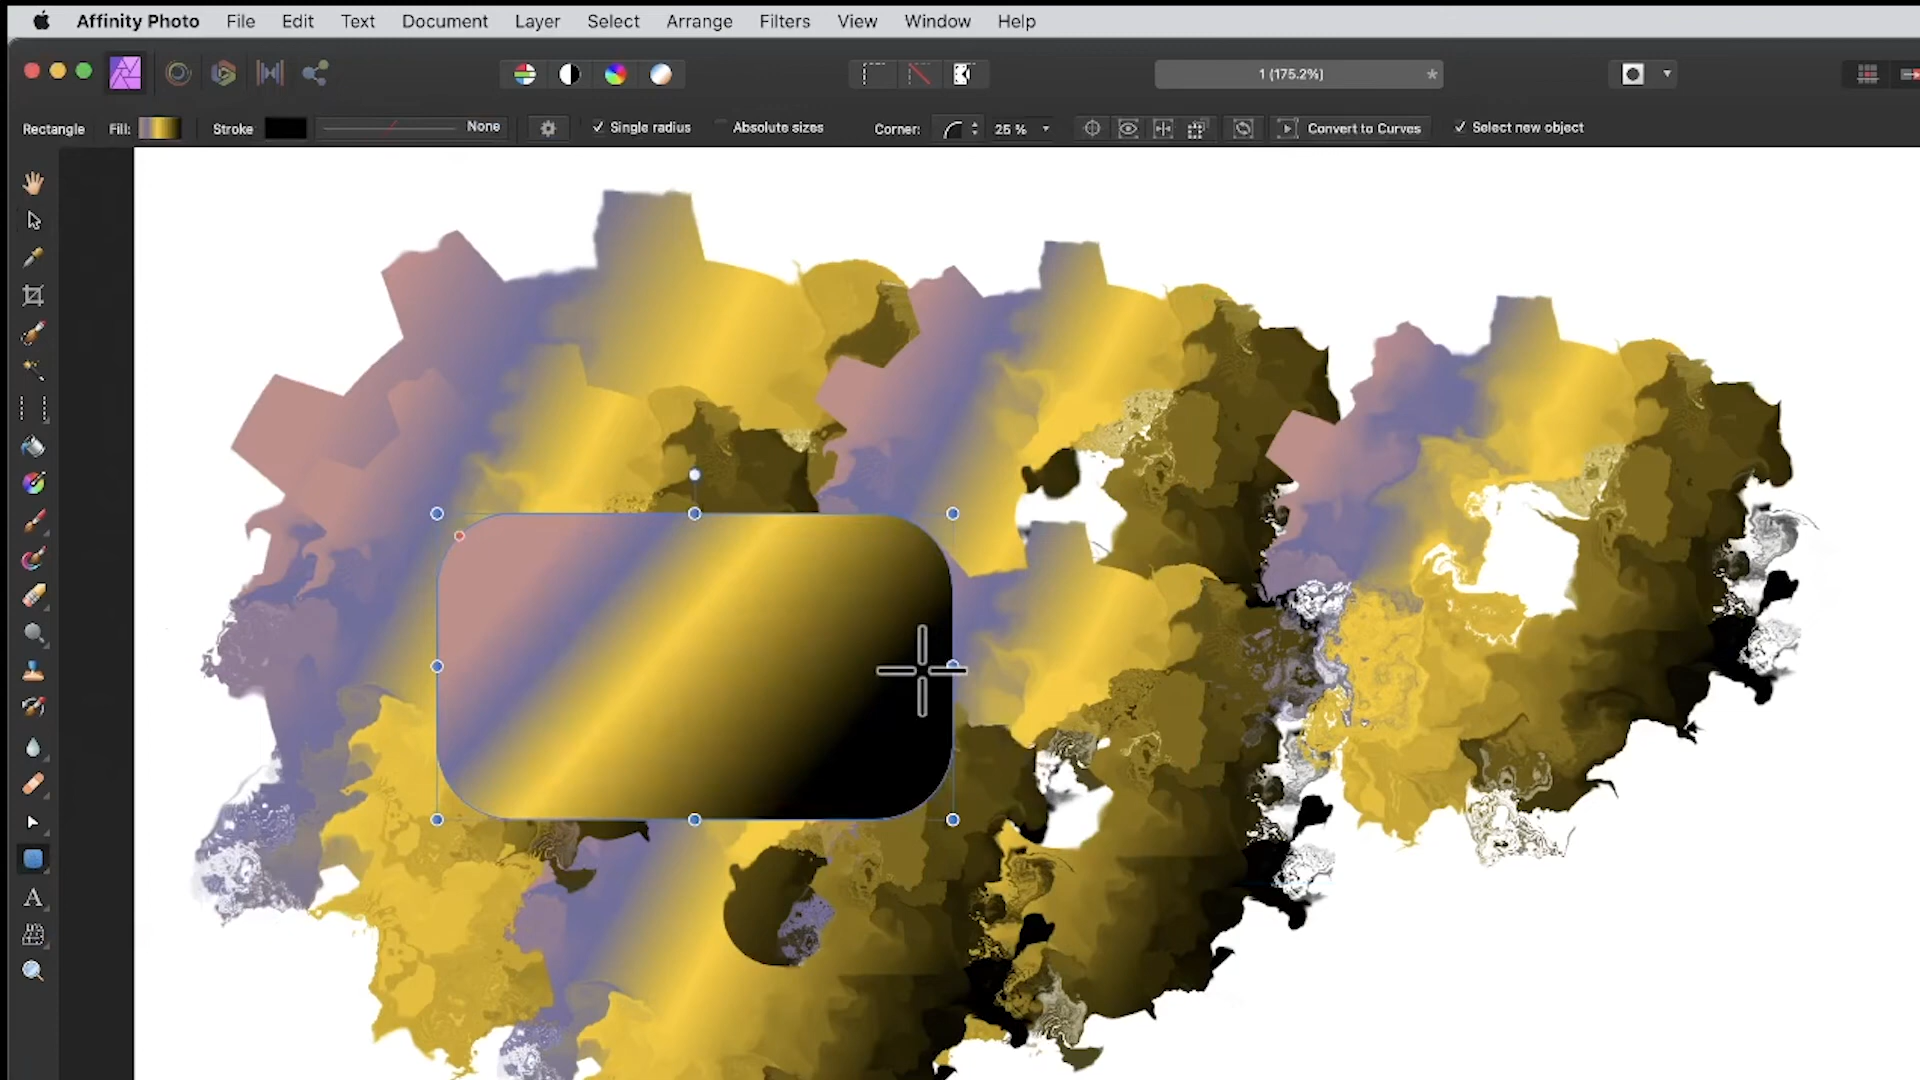 Affinity Photo File Edit Text Document Layer Select Arrange Filters View Window Help
1 (175.2%) *
Rectangle Fill: Stroke None Single radius Absolute sizes Corner: 25 % Convert to Curves Select new object
A